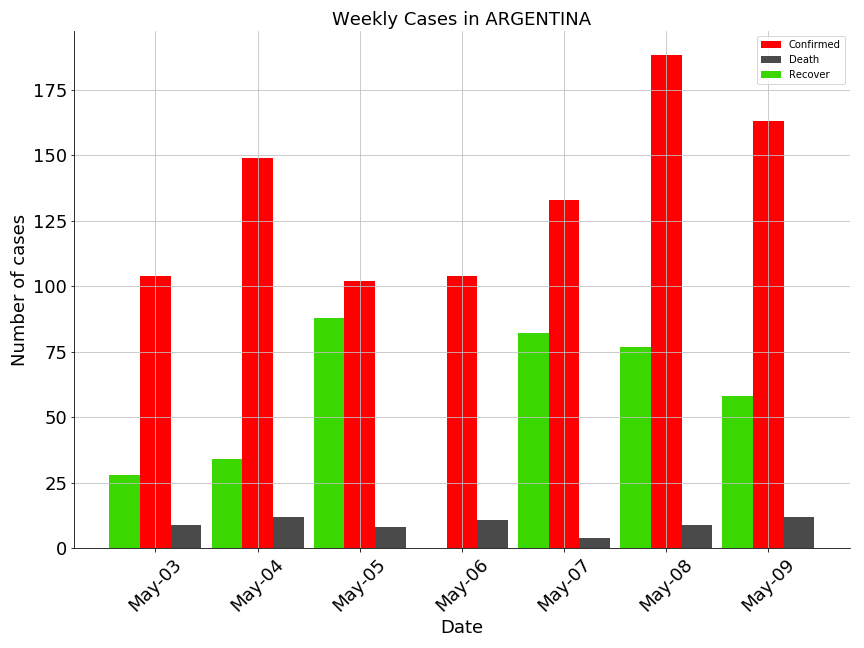 Weekly Cases in ARGENTINA
Confirmed
Death
Recover
Number of cases
175
150
125
100
75
50
25
0
May-03
May-04
May-05
May-06
May-07
May-08
May-09
Date